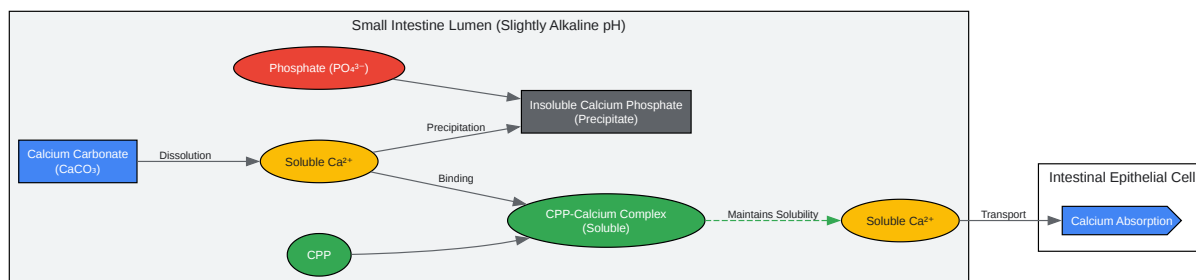 Small Intestine Lumen (Slightly Alkaline pH)
Phosphate (PO₄³⁻)
Insoluble Calcium Phosphate
(Precipitate)
Precipitation
Calcium Carbonate
(CaCO₃)
Dissolution
Soluble Ca²⁺
Binding
CPP-Calcium Complex
(Soluble)
CPP
Maintains Solubility
Soluble Ca²⁺
Transport
Intestinal Epithelial Cell
Calcium Absorption